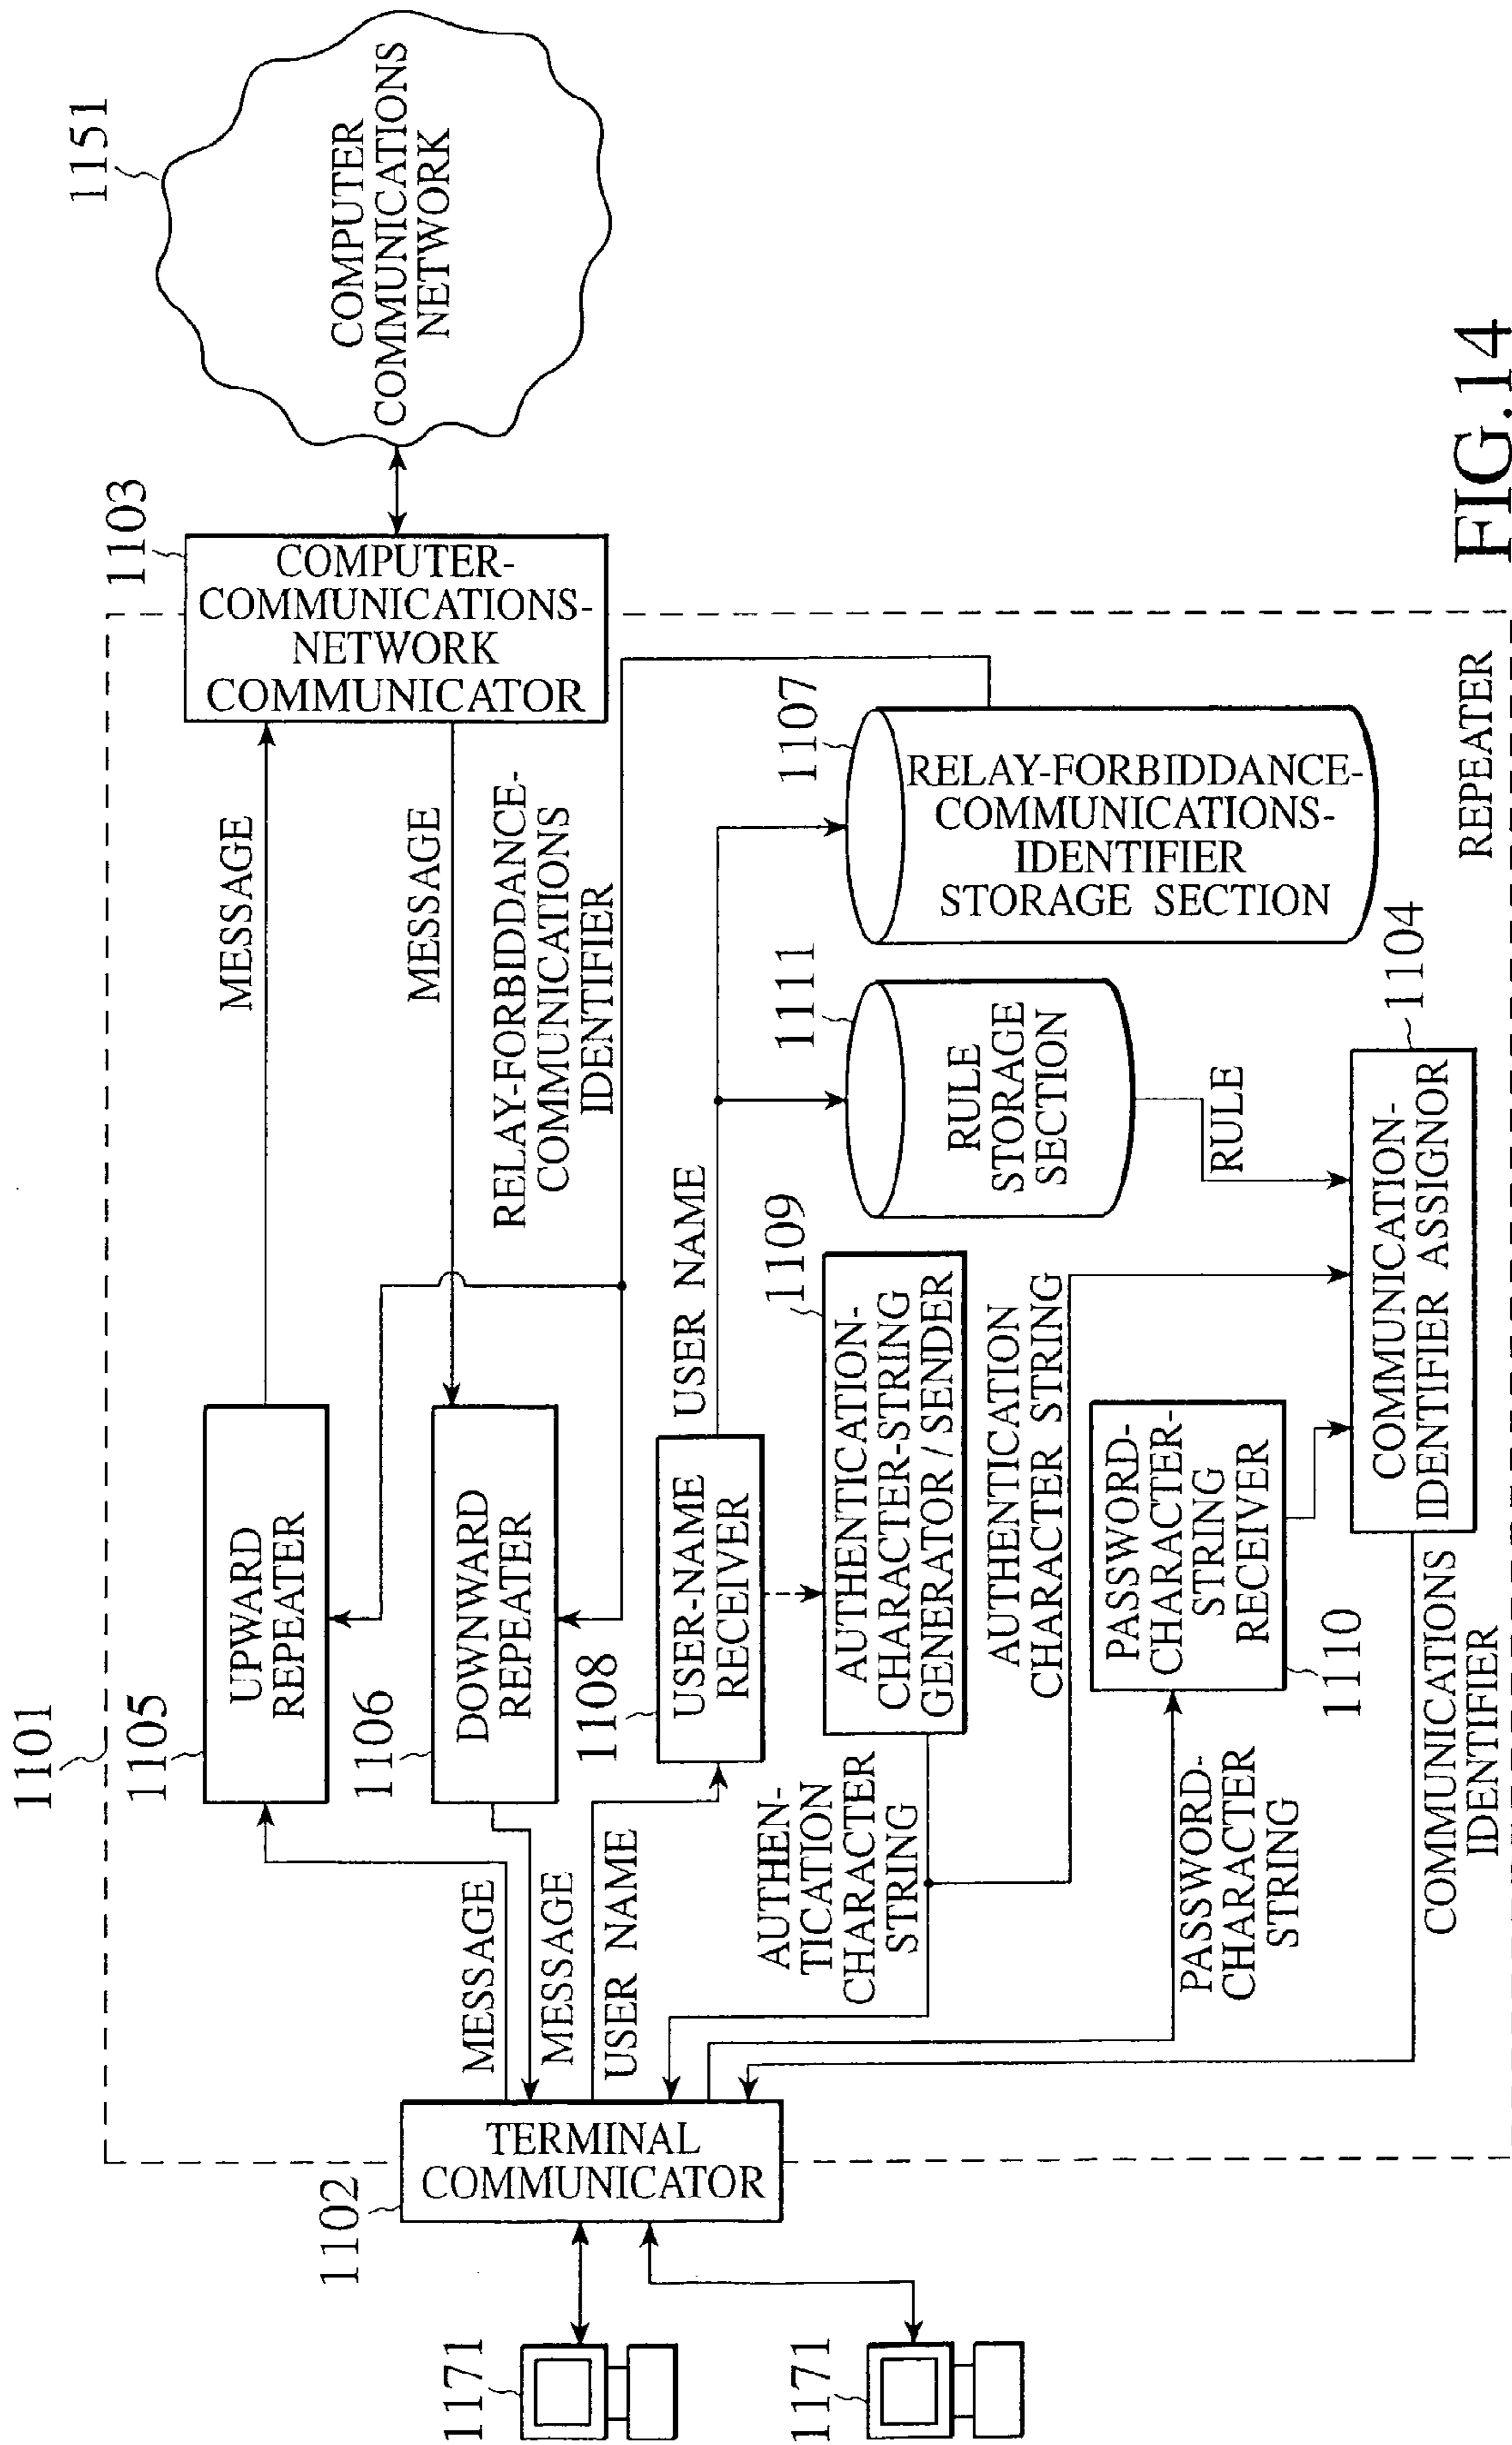 1101
1151
1105
UPWARD
REPEATER
MESSAGE
1103
COMPUTER-
COMMUNICATIONS-
NETWORK
COMMUNICATOR
COMPUTER
COMMUNICATIONS
NETWORK
1106
DOWNWARD
REPEATER
MESSAGE
RELAY-FORBIDDANCE-
COMMUNICATIONS
IDENTIFIER
1102
TERMINAL
COMMUNICATOR
MESSAGE
MESSAGE
USER NAME
1108
USER-NAME
RECEIVER
USER NAME
1171
1171
AUTHEN-
TICATION
CHARACTER
STRING
1109
AUTHENTICATION-
CHARACTER-STRING
GENERATOR / SENDER
1111
RULE
STORAGE
SECTION
1107
RELAY-FORBIDDANCE-
COMMUNICATIONS-
IDENTIFIER
STORAGE SECTION
AUTHENTICATION
CHARACTER STRING
PASSWORD-
CHARACTER
STRING
PASSWORD-
CHARACTER-
STRING
RECEIVER
1110
RULE
1104
COMMUNICATION-
IDENTIFIER ASSIGNOR
COMMUNICATIONS
IDENTIFIER
REPEATER
FIG.14